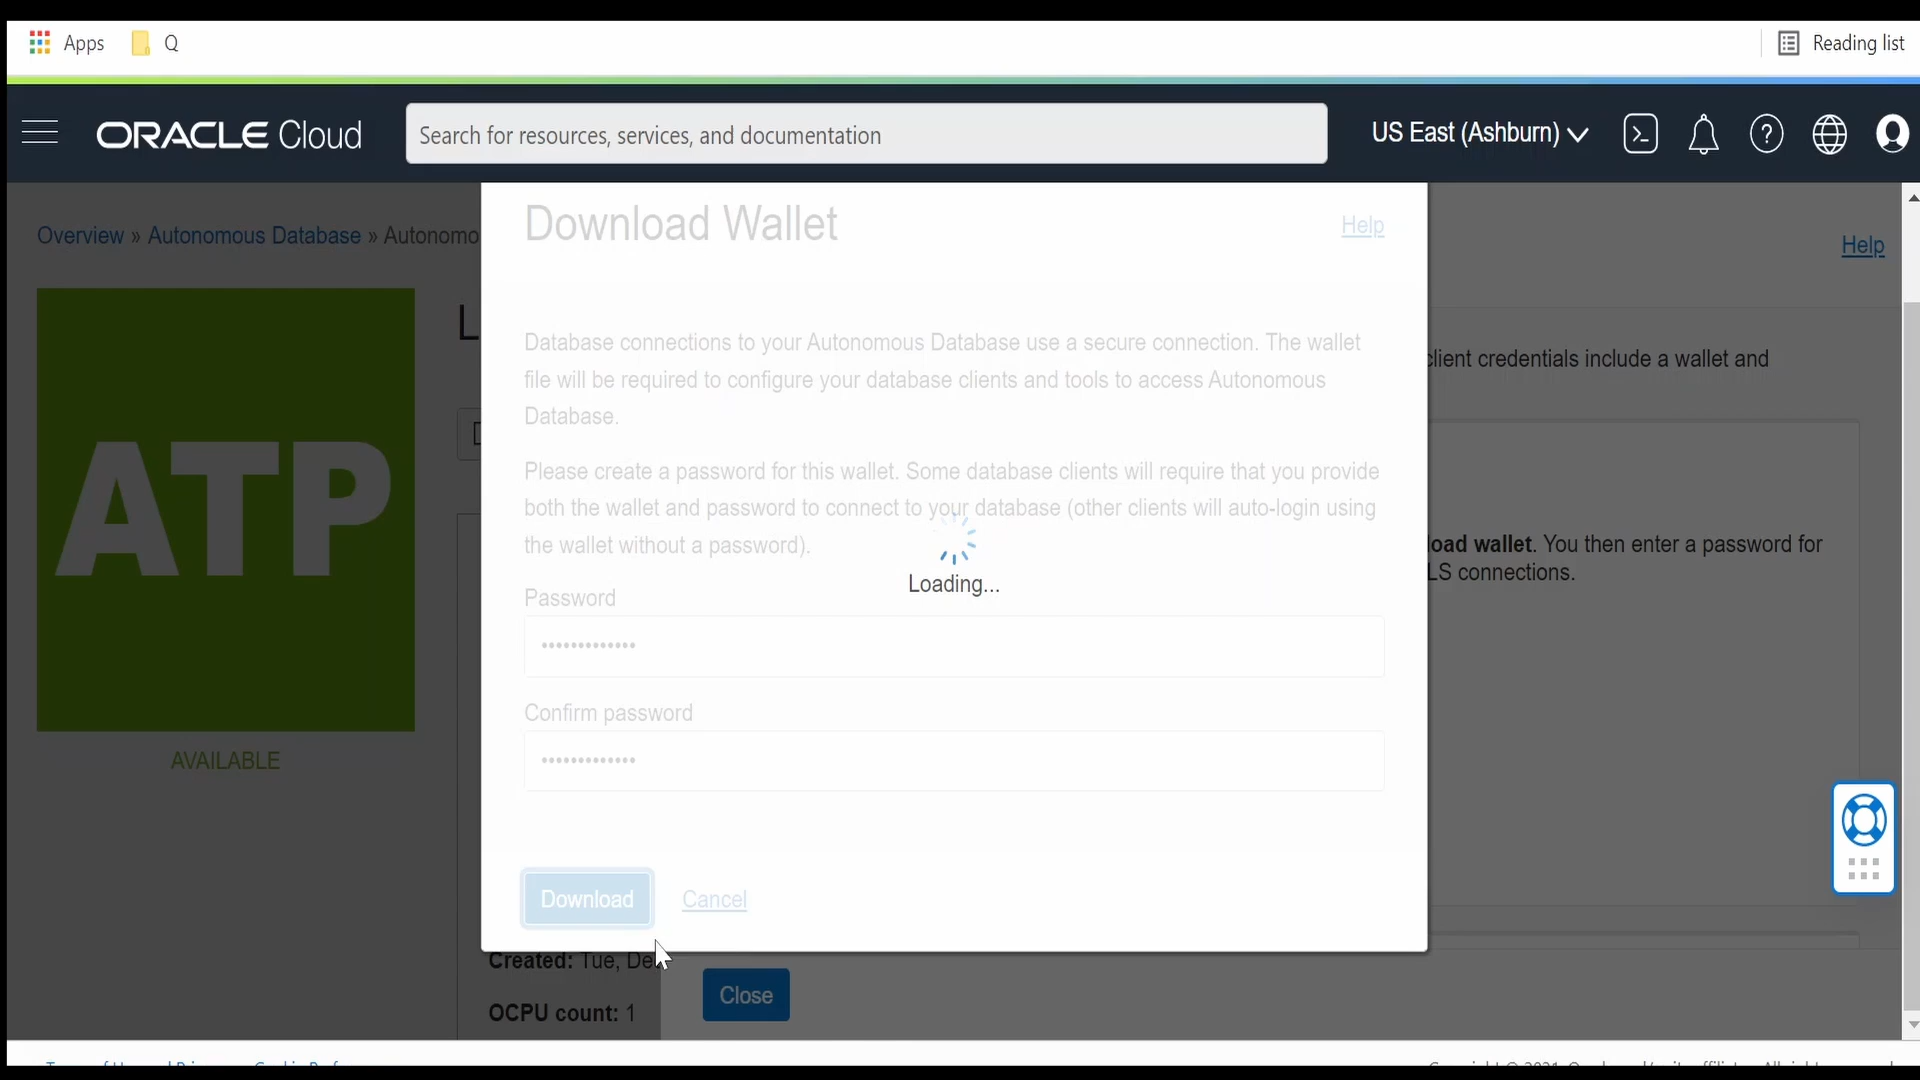 Apps
Q
Reading list
ORACLE Cloud
Search for resources, services, and documentation
US East (Ashburn)
Download Wallet
Help
Overview » Autonomous Database » Autonomo
Help
L
Database connections to your Autonomous Database use a secure connection. The wallet
file will be required to configure your database clients and tools to access Autonomous
Database.
client credentials include a wallet and
Please create a password for this wallet. Some database clients will require that you provide
both the wallet and password to connect to your database (other clients will auto-login using
the wallet without a password).
ATP
oad wallet. You then enter a password for
LS connections.
Loading...
Password
•••••••••••••
Confirm password
•••••••••••••
AVAILABLE
Download
Cancel
Created: Tue, De
Close
OCPU count: 1